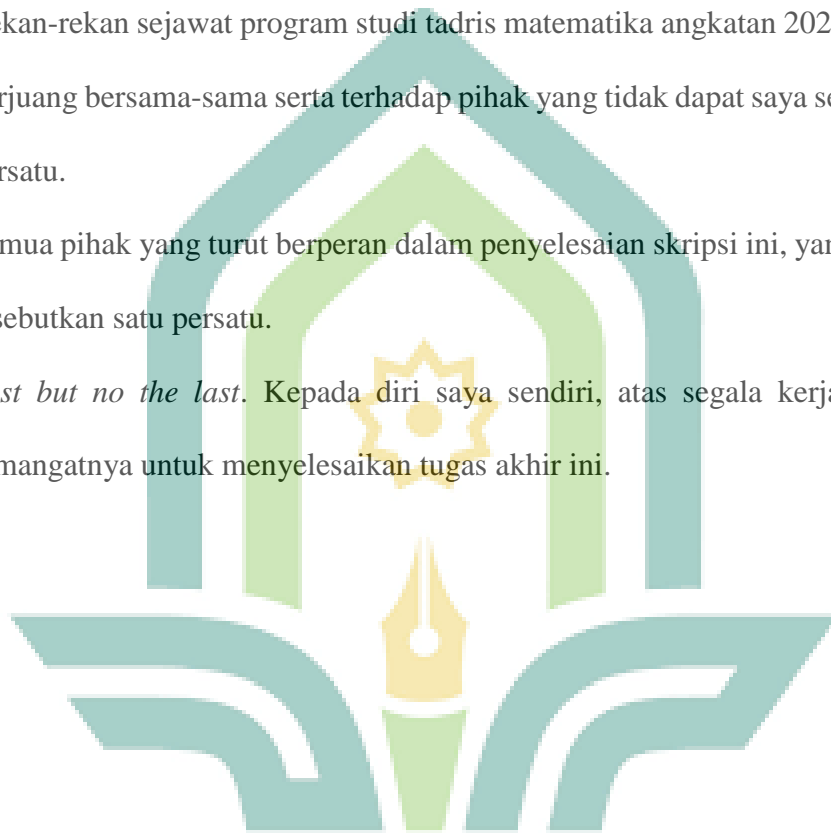 ekan-rekan sejawat program studi tadris matematika angkatan 202
rjuang bersama-sama serta terhadap pihak yang tidak dapat saya se
rsatu.
mua pihak yang turut berperan dalam penyelesaian skripsi ini, yan
sebutkan satu persatu.
st but no the last. Kepada diri saya sendiri, atas segala kerja
mangatnya untuk menyelesaikan tugas akhir ini.